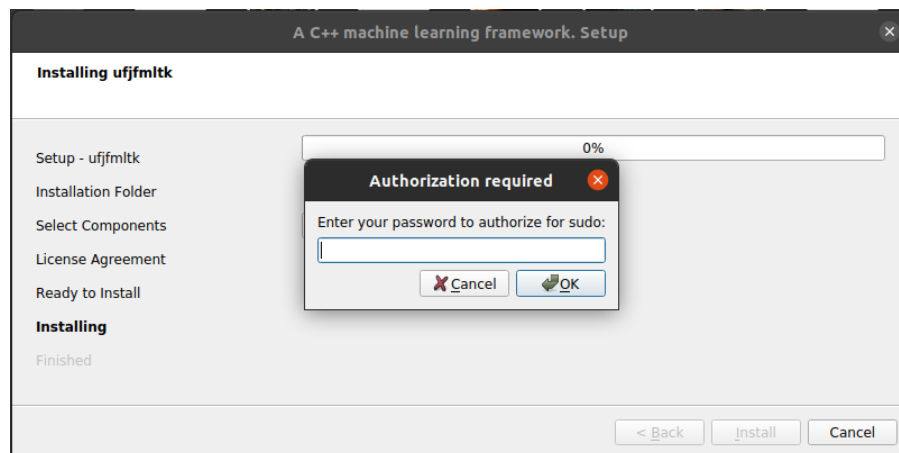 A C++ machine learning framework. Setup
Installing ufjfmltk
0%
Setup - ufjfmltk
Installation Folder
Select Components
License Agreement
Ready to Install
Installing
Finished
Authorization required
Enter your password to authorize for sudo:
Cancel OK
< Back Install Cancel